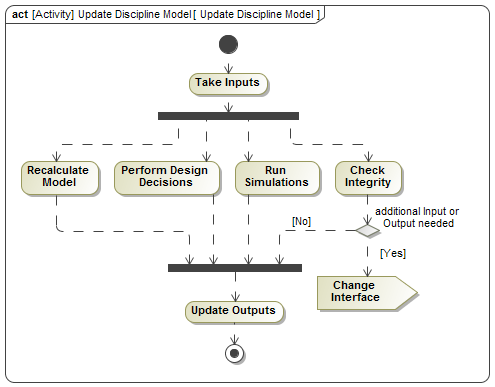 act [Activity] Update Discipline Model[ Update Discipline Model ]
Take Inputs
Recalculate
Model
Perform Design
Decisions
Run
Simulations
Check
Integrity
additional Input or
Output needed
[No]
[Yes]
Change
Interface
Update Outputs